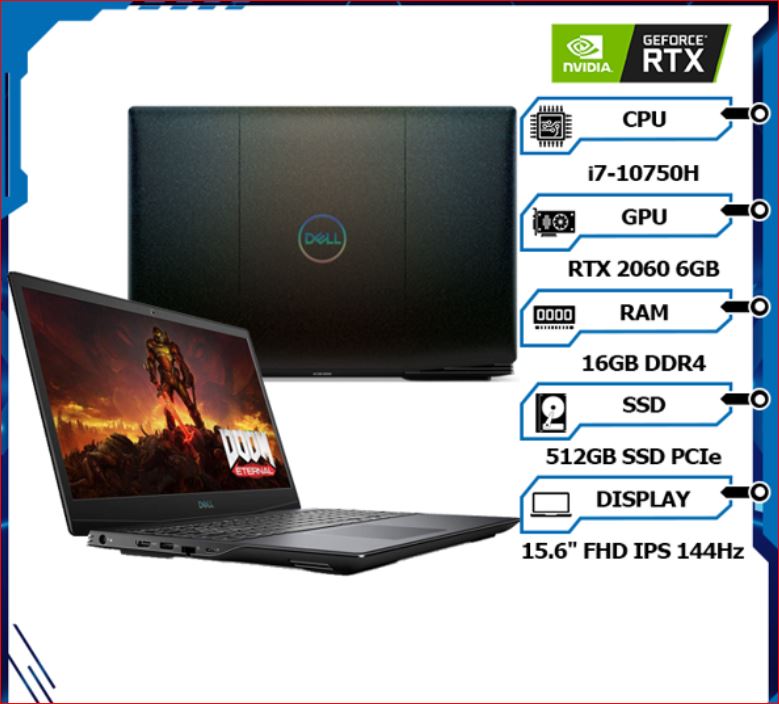 NVIDIA.
GEFORCE
RTX
CPU
i7-10750H
GPU
RTX 2060 6GB
RAM
16GB DDR4
SSD
512GB SSD PCIe
DISPLAY
15.6" FHD IPS 144Hz
DELL
DOOM
ETERNAL
DELL